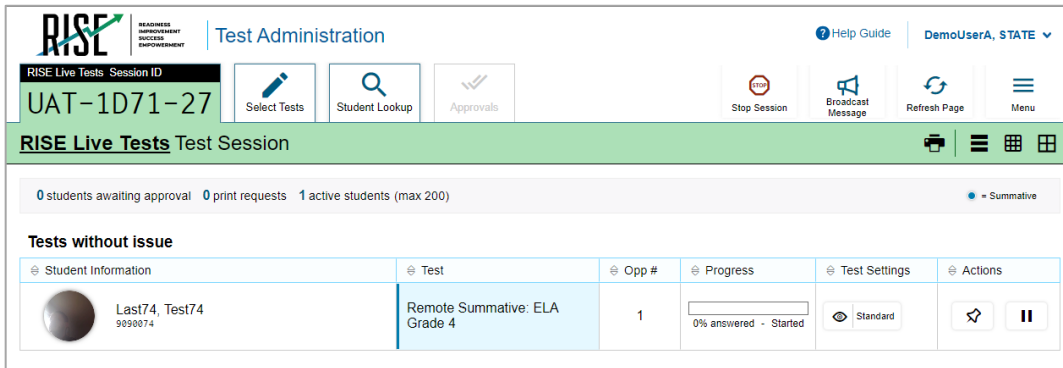 RISE
READINESS
IMPROVEMENT
SUCCESS
EMPOWERMENT
Test Administration
? Help Guide
DemoUserA, STATE
RISE Live Tests Session ID
UAT-1D71-27
Select Tests
Student Lookup
Approvals
STOP
Stop Session
Broadcast
Message
Refresh Page
Menu
RISE Live Tests Test Session
0 students awaiting approval 0 print requests 1 active students (max 200)
= Summative
Tests without issue
Student Information Test Opp # Progress Test Settings Actions
Last74, Test74
9090074
Remote Summative: ELA
Grade 4
1
0% answered - Started
Standard